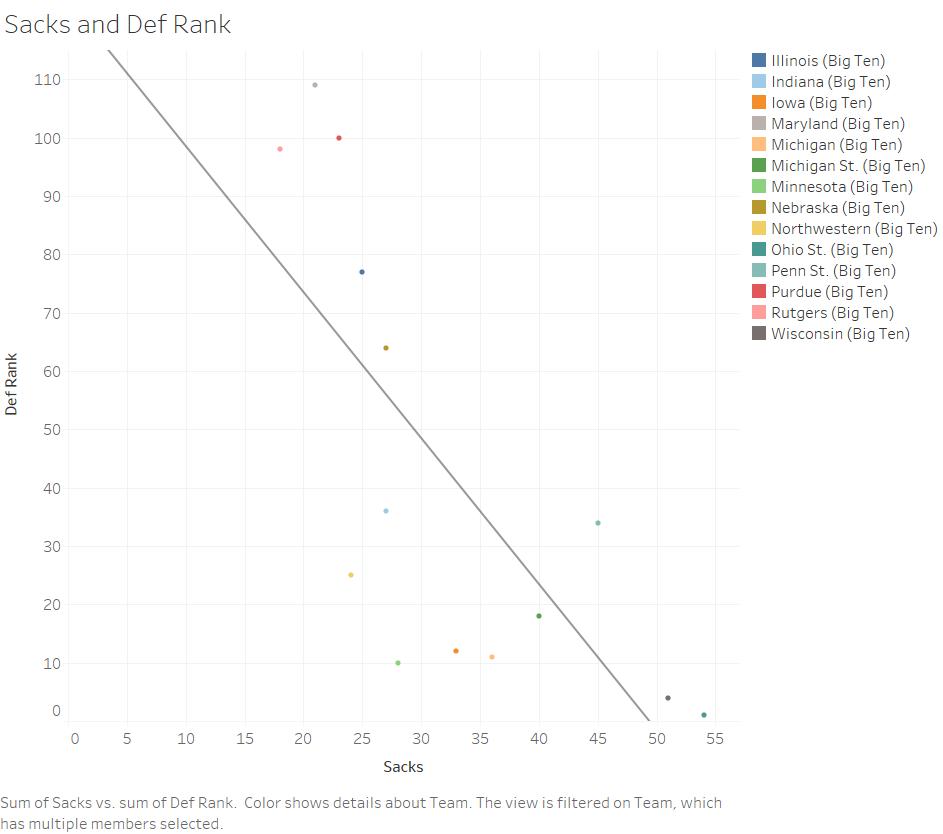 Sacks and Def Rank
110
100
90
80
70
60
50
40
30
20
10
0
Def Rank
0 5 10 15 20 25 30 35 40 45 50 55
Sacks
Illinois (Big Ten)
Indiana (Big Ten)
Iowa (Big Ten)
Maryland (Big Ten)
Michigan (Big Ten)
Michigan St. (Big Ten)
Minnesota (Big Ten)
Nebraska (Big Ten)
Northwestern (Big Ten)
Ohio St. (Big Ten)
Penn St. (Big Ten)
Purdue (Big Ten)
Rutgers (Big Ten)
Wisconsin (Big Ten)
Sum of Sacks vs. sum of Def Rank. Color shows details about Team. The view is filtered on Team, which
has multiple members selected.